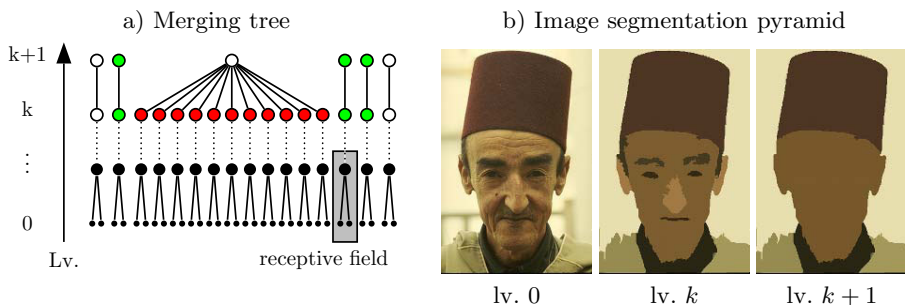 a) Merging tree
k+1
k
⋮
0
Lv.
receptive field
b) Image segmentation pyramid
lv. 0
lv. k
lv. k + 1